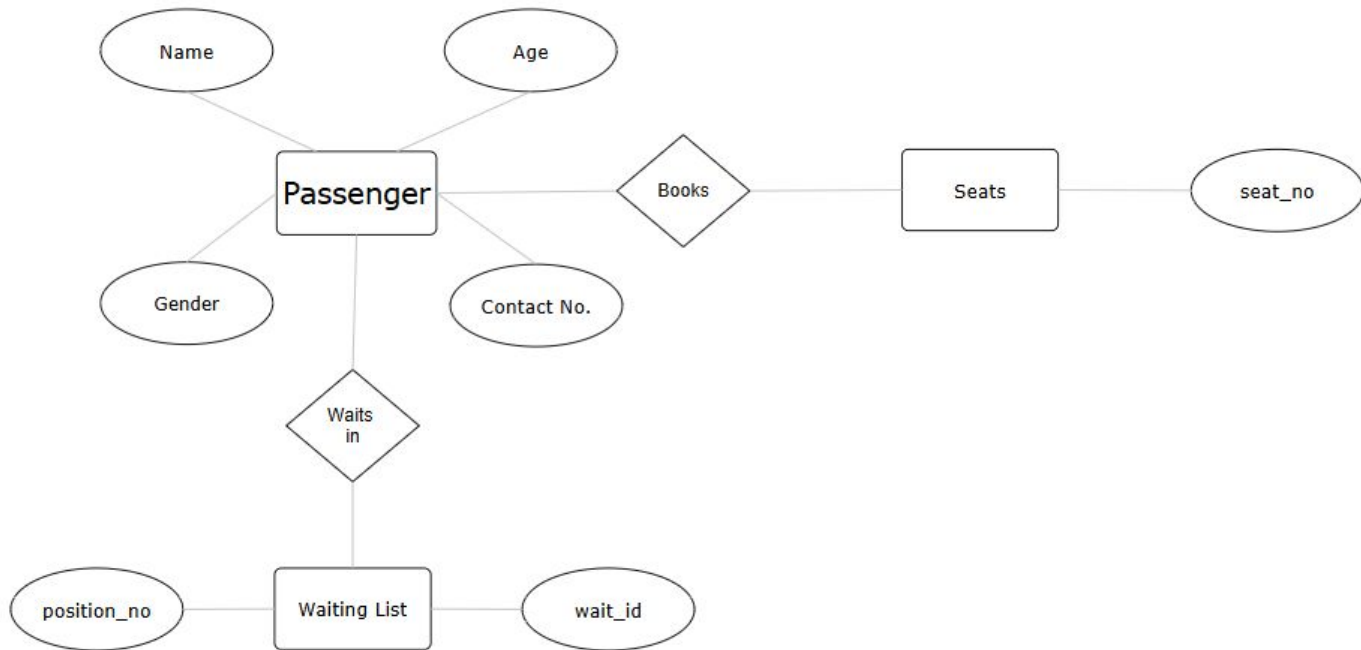 Name
Age
Passenger
Books
Seats
seat_no
Gender
Contact No.
Waits
in
position_no
Waiting List
wait_id